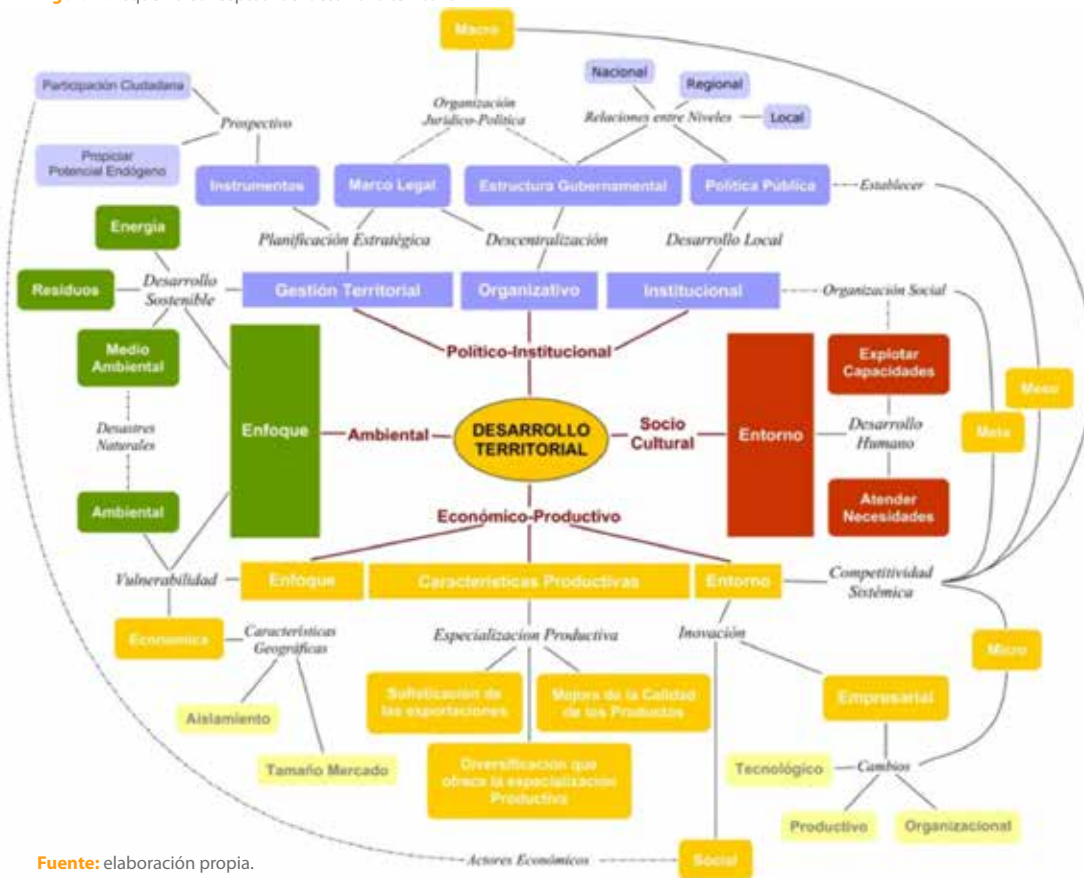 Macro
Nacional
Regional
Local
Participación Ciudadana
Organización
Jurídico-Política
Relaciones entre Niveles
Prospectivo
Propiciar
Potencial Endógeno
Instrumentos
Marco Legal
Estructura Gubernamental
Política Pública
Establecer
Energía
Planificación Estratégica
Descentralización
Desarrollo Local
Residuos
Desarrollo
Sostenible
Gestión Territorial
Organizativo
Institucional
Organización Social
Medio
Ambiental
Político-Institucional
Explotar
Capacidades
Meso
Meta
Desastres
Naturales
Enfoque
Ambiental
DESARROLLO
TERRITORIAL
Socio
Cultural
Entorno
Desarrollo
Humano
Ambiental
Atender
Necesidades
Económico-Productivo
Vulnerabilidad
Enfoque
Características Productivas
Entorno
Competitividad
Sistémica
Económica
Características
Geográficas
Especializacion Productiva
Inovación
Micro
Sufisticación de
las exportaciones
Mejora de la Calidad
de los Productos
Empresarial
Aislamiento
Tamaño Mercado
Diversificación que
ofrece la especialización
Productiva
Tecnológico
Cambios
Productivo
Organizacional
Fuente: elaboración propia.
Actores Económicos
Social